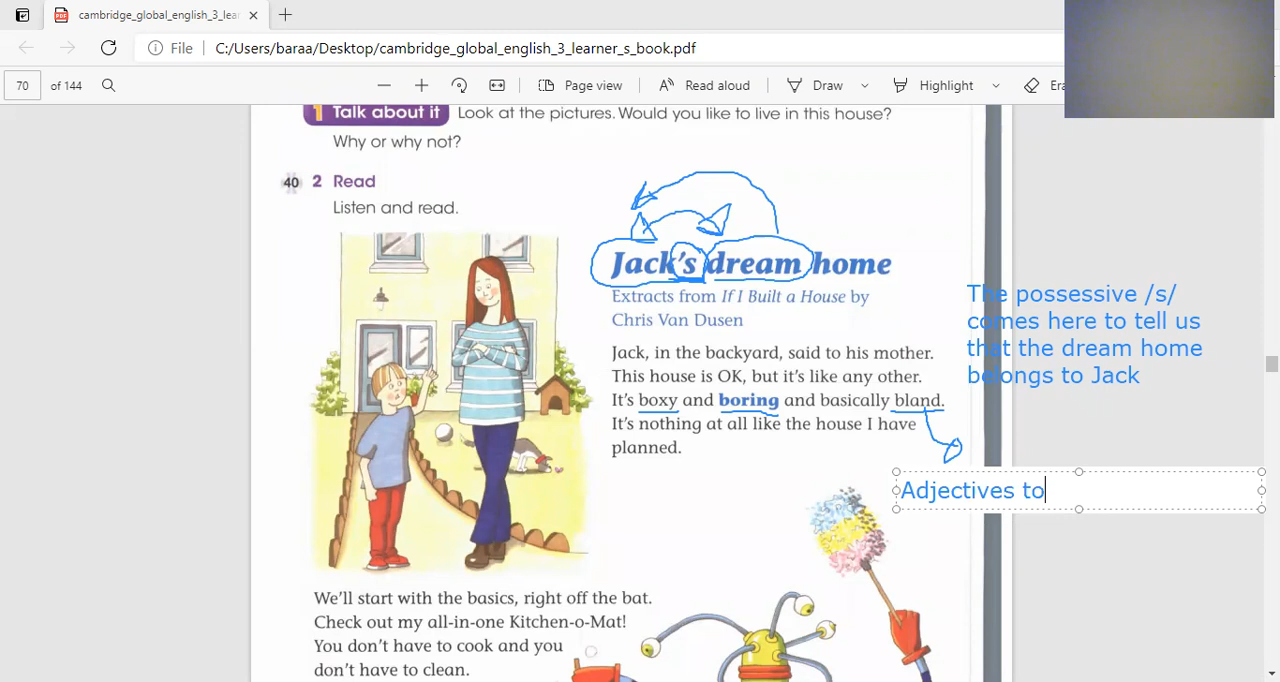 cambridge_global_english_3_lear
File C:/Users/baraa/Desktop/cambridge_global_english_3_learner_s_book.pdf
70 of 144 Page view Read aloud Draw Highlight Era
1 Talk about it Look at the pictures. Would you like to live in this house?
Why or why not?
40 2 Read
Listen and read.
Jack's dream home
Extracts from If I Built a House by
Chris Van Dusen
Jack, in the backyard, said to his mother.
This house is OK, but it's like any other.
It's boxy and boring and basically bland.
It's nothing at all like the house I have
planned.
The possessive /s/
comes here to tell us
that the dream home
belongs to Jack
Adjectives to
We'll start with the basics, right off the bat.
Check out my all-in-one Kitchen-o-Mat!
You don't have to cook and you
don't have to clean.